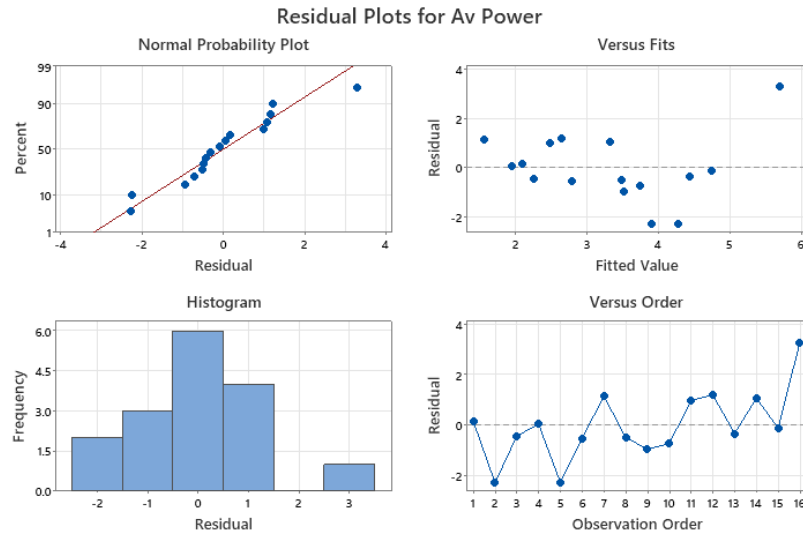 Residual Plots for Av Power
Normal Probability Plot
99
90
50
10
1
Percent
-4 -2 0 2 4
Residual
Versus Fits
4
2
0
-2
Residual
2 3 4 5 6
Fitted Value
Histogram
6.0
4.5
3.0
1.5
0.0
Frequency
-2 -1 0 1 2 3
Residual
Versus Order
4
2
0
-2
Residual
1 2 3 4 5 6 7 8 9 10 11 12 13 14 15 16
Observation Order